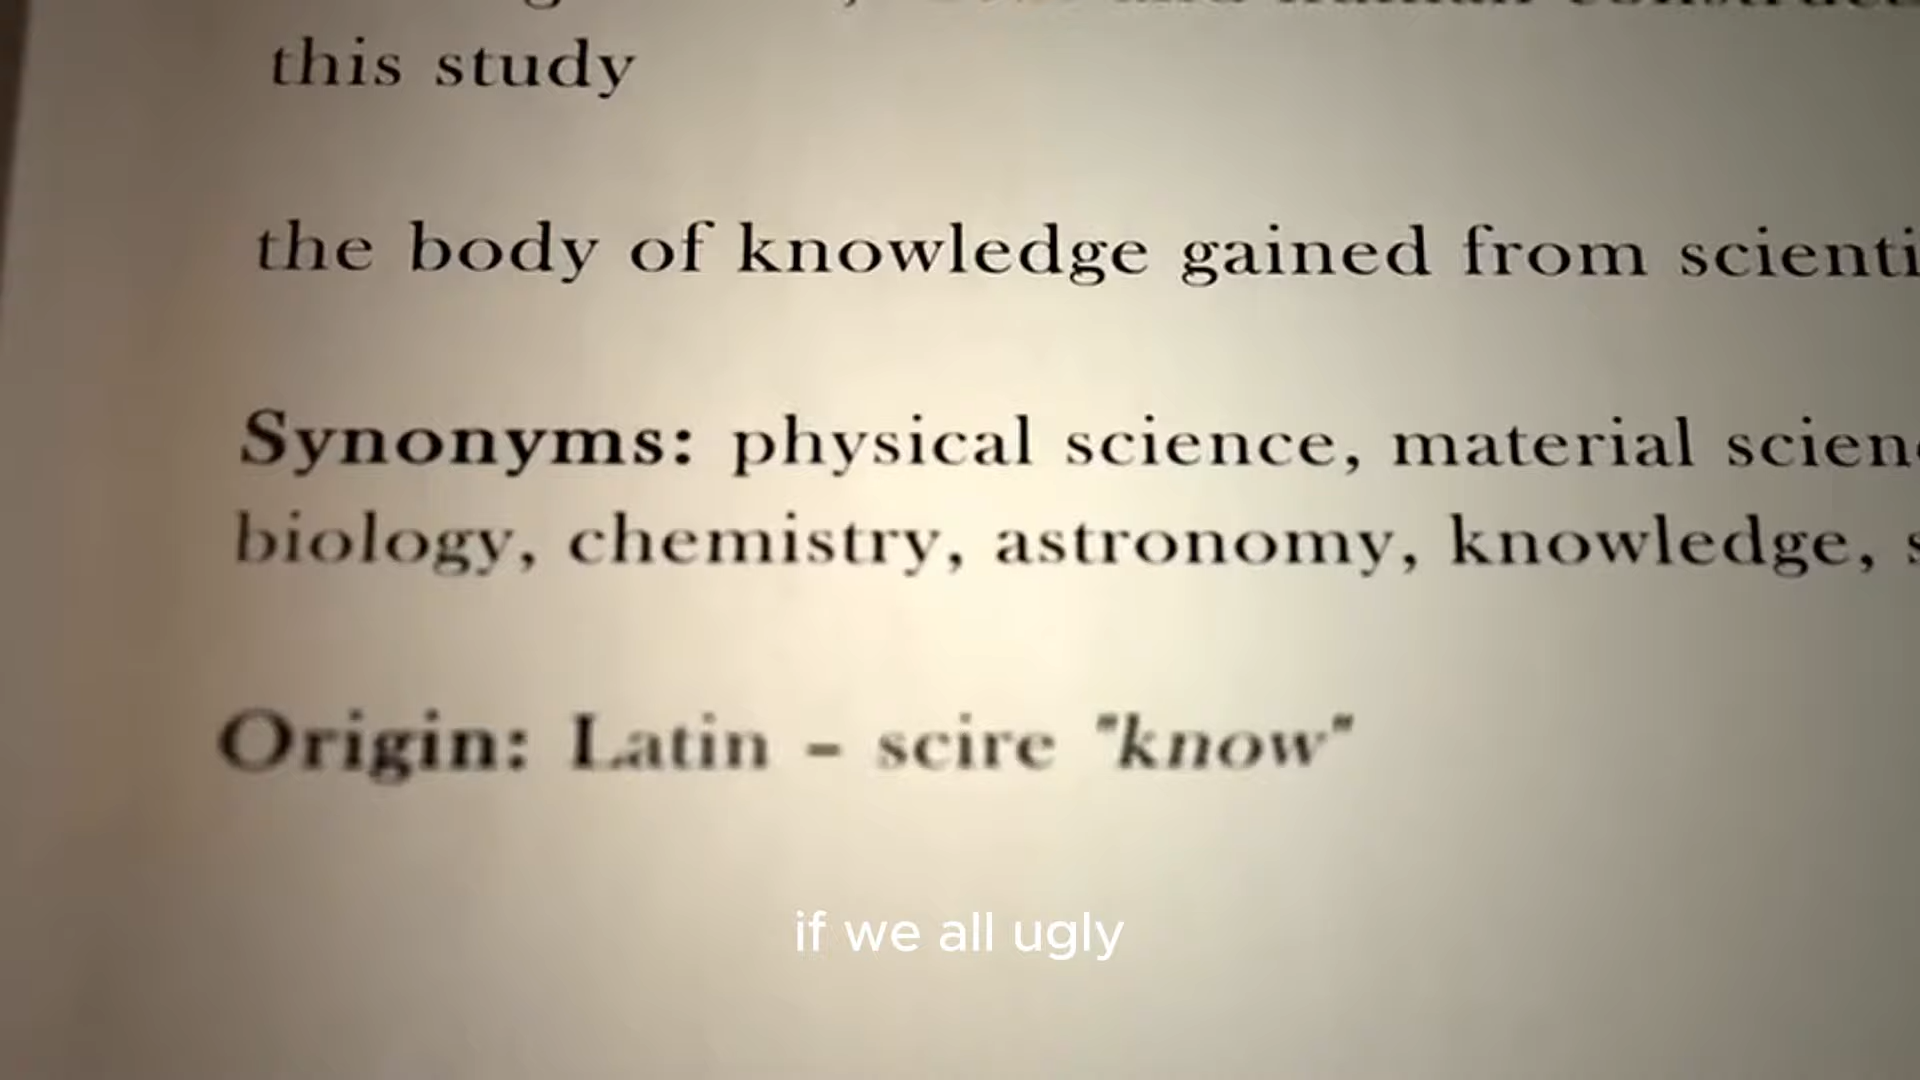 this study
the body of knowledge gained from scienti
Synonyms: physical science, material scien
biology, chemistry, astronomy, knowledge, s
Origin: Latin - scire "know"
if we all ugly